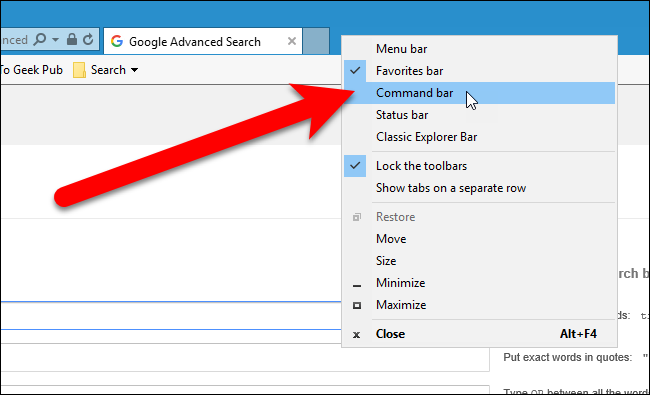 nced
Google Advanced Search
To Geek Pub
Search
Menu bar
Favorites bar
Command bar
Status bar
Classic Explorer Bar
Lock the toolbars
Show tabs on a separate row
Restore
Move
Size
Minimize
Maximize
Close Alt+F4
rch b
ds: ti
Put exact words in quotes: "
Type OR between all the word